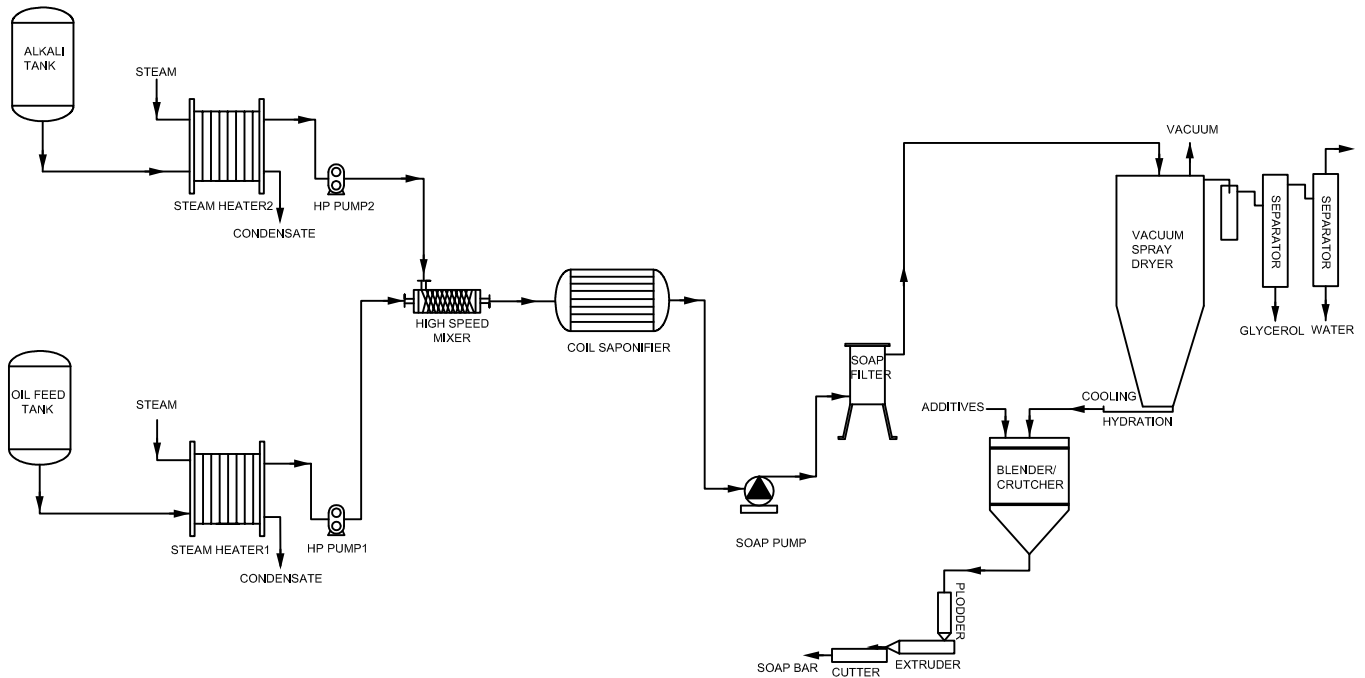 ALKALI
TANK
STEAM
STEAM HEATER2
CONDENSATE
HP PUMP2
HIGH SPEED
MIXER
COIL SAPONIFIER
OIL FEED
TANK
STEAM
STEAM HEATER1
CONDENSATE
HP PUMP1
SOAP PUMP
SOAP
FILTER
VACUUM
VACUUM
SPRAY
DRYER
SEPARATOR
SEPARATOR
GLYCEROL
WATER
COOLING
HYDRATION
ADDITIVES
BLENDER/
CRUTCHER
PLODDER
EXTRUDER
CUTTER
SOAP BAR